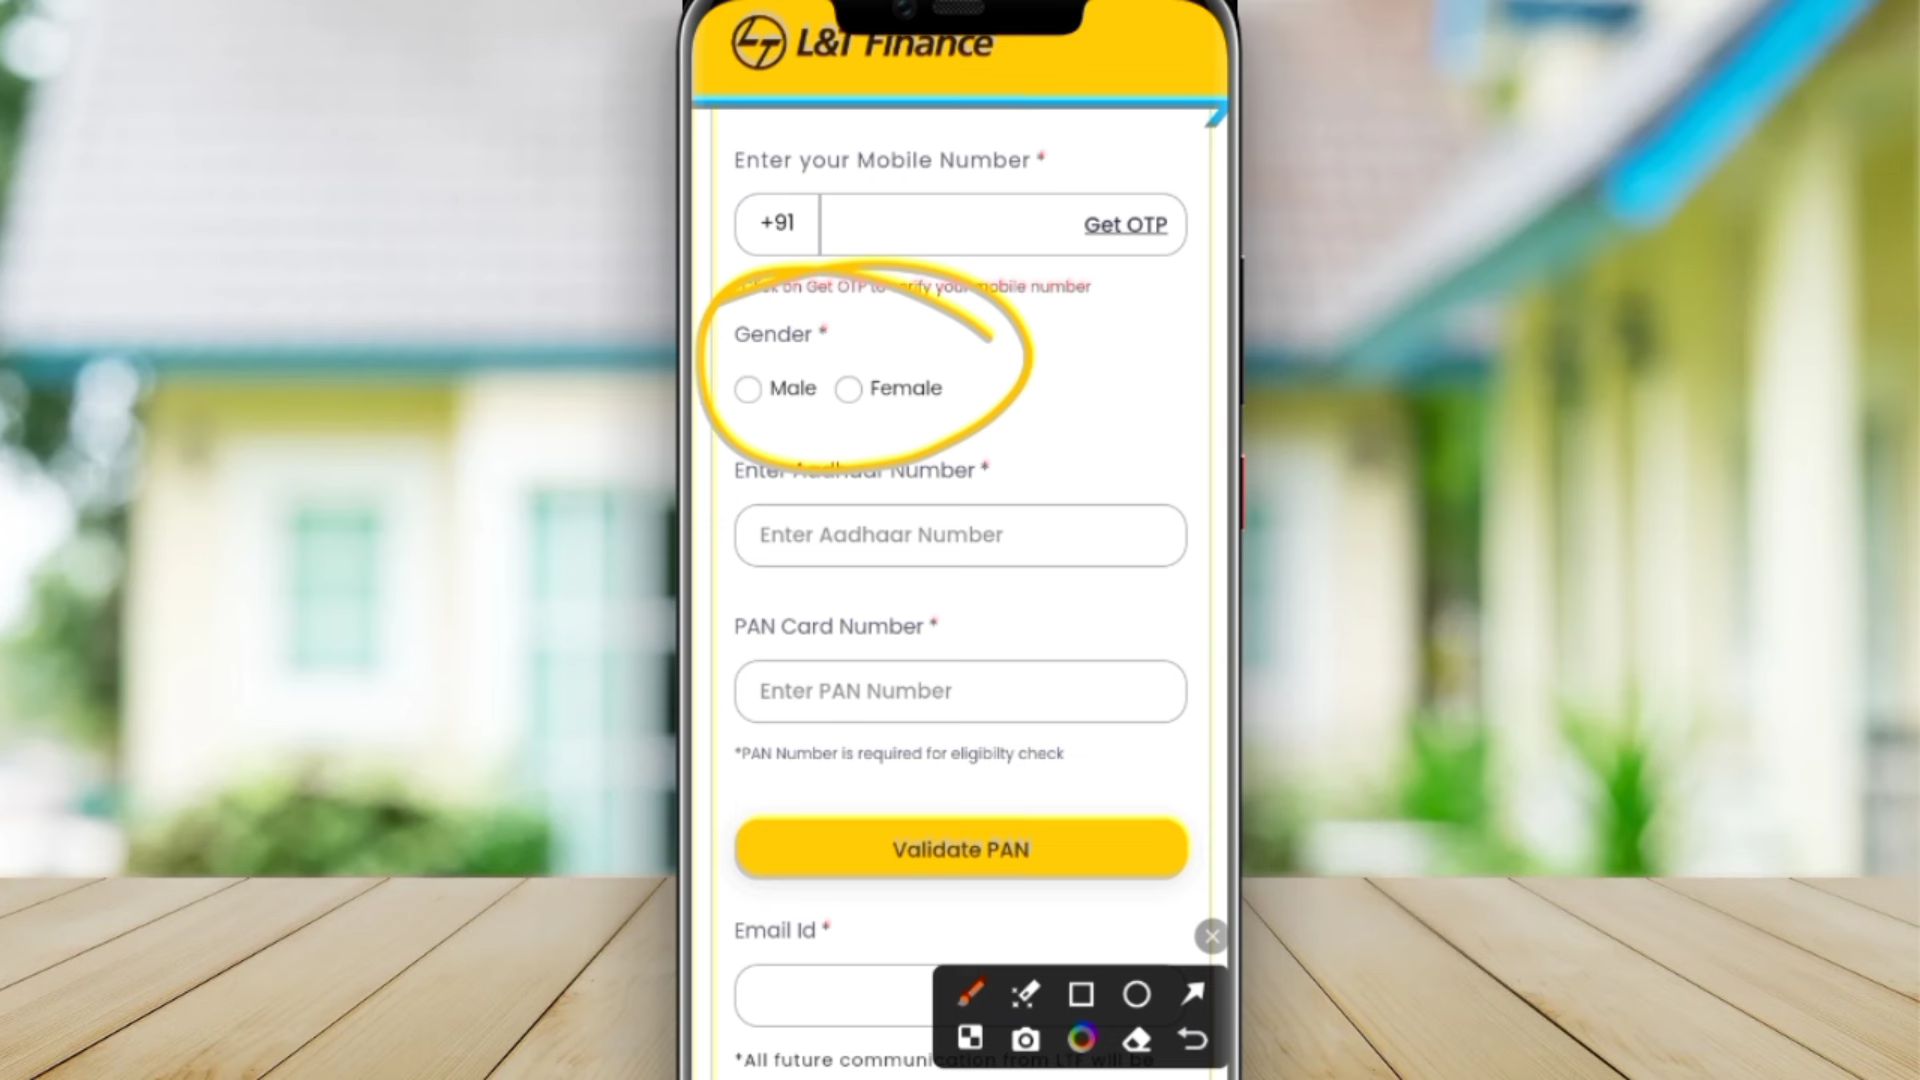 L&T Finance
Enter your Mobile Number *
+91
Get OTP
*Click on Get OTP to verify your mobile number
Gender *
Male
Female
Enter Aadhaar Number *
Enter Aadhaar Number
PAN Card Number *
Enter PAN Number
*PAN Number is required for eligibilty check
Validate PAN
Email Id *
*All future communication from LTF will be